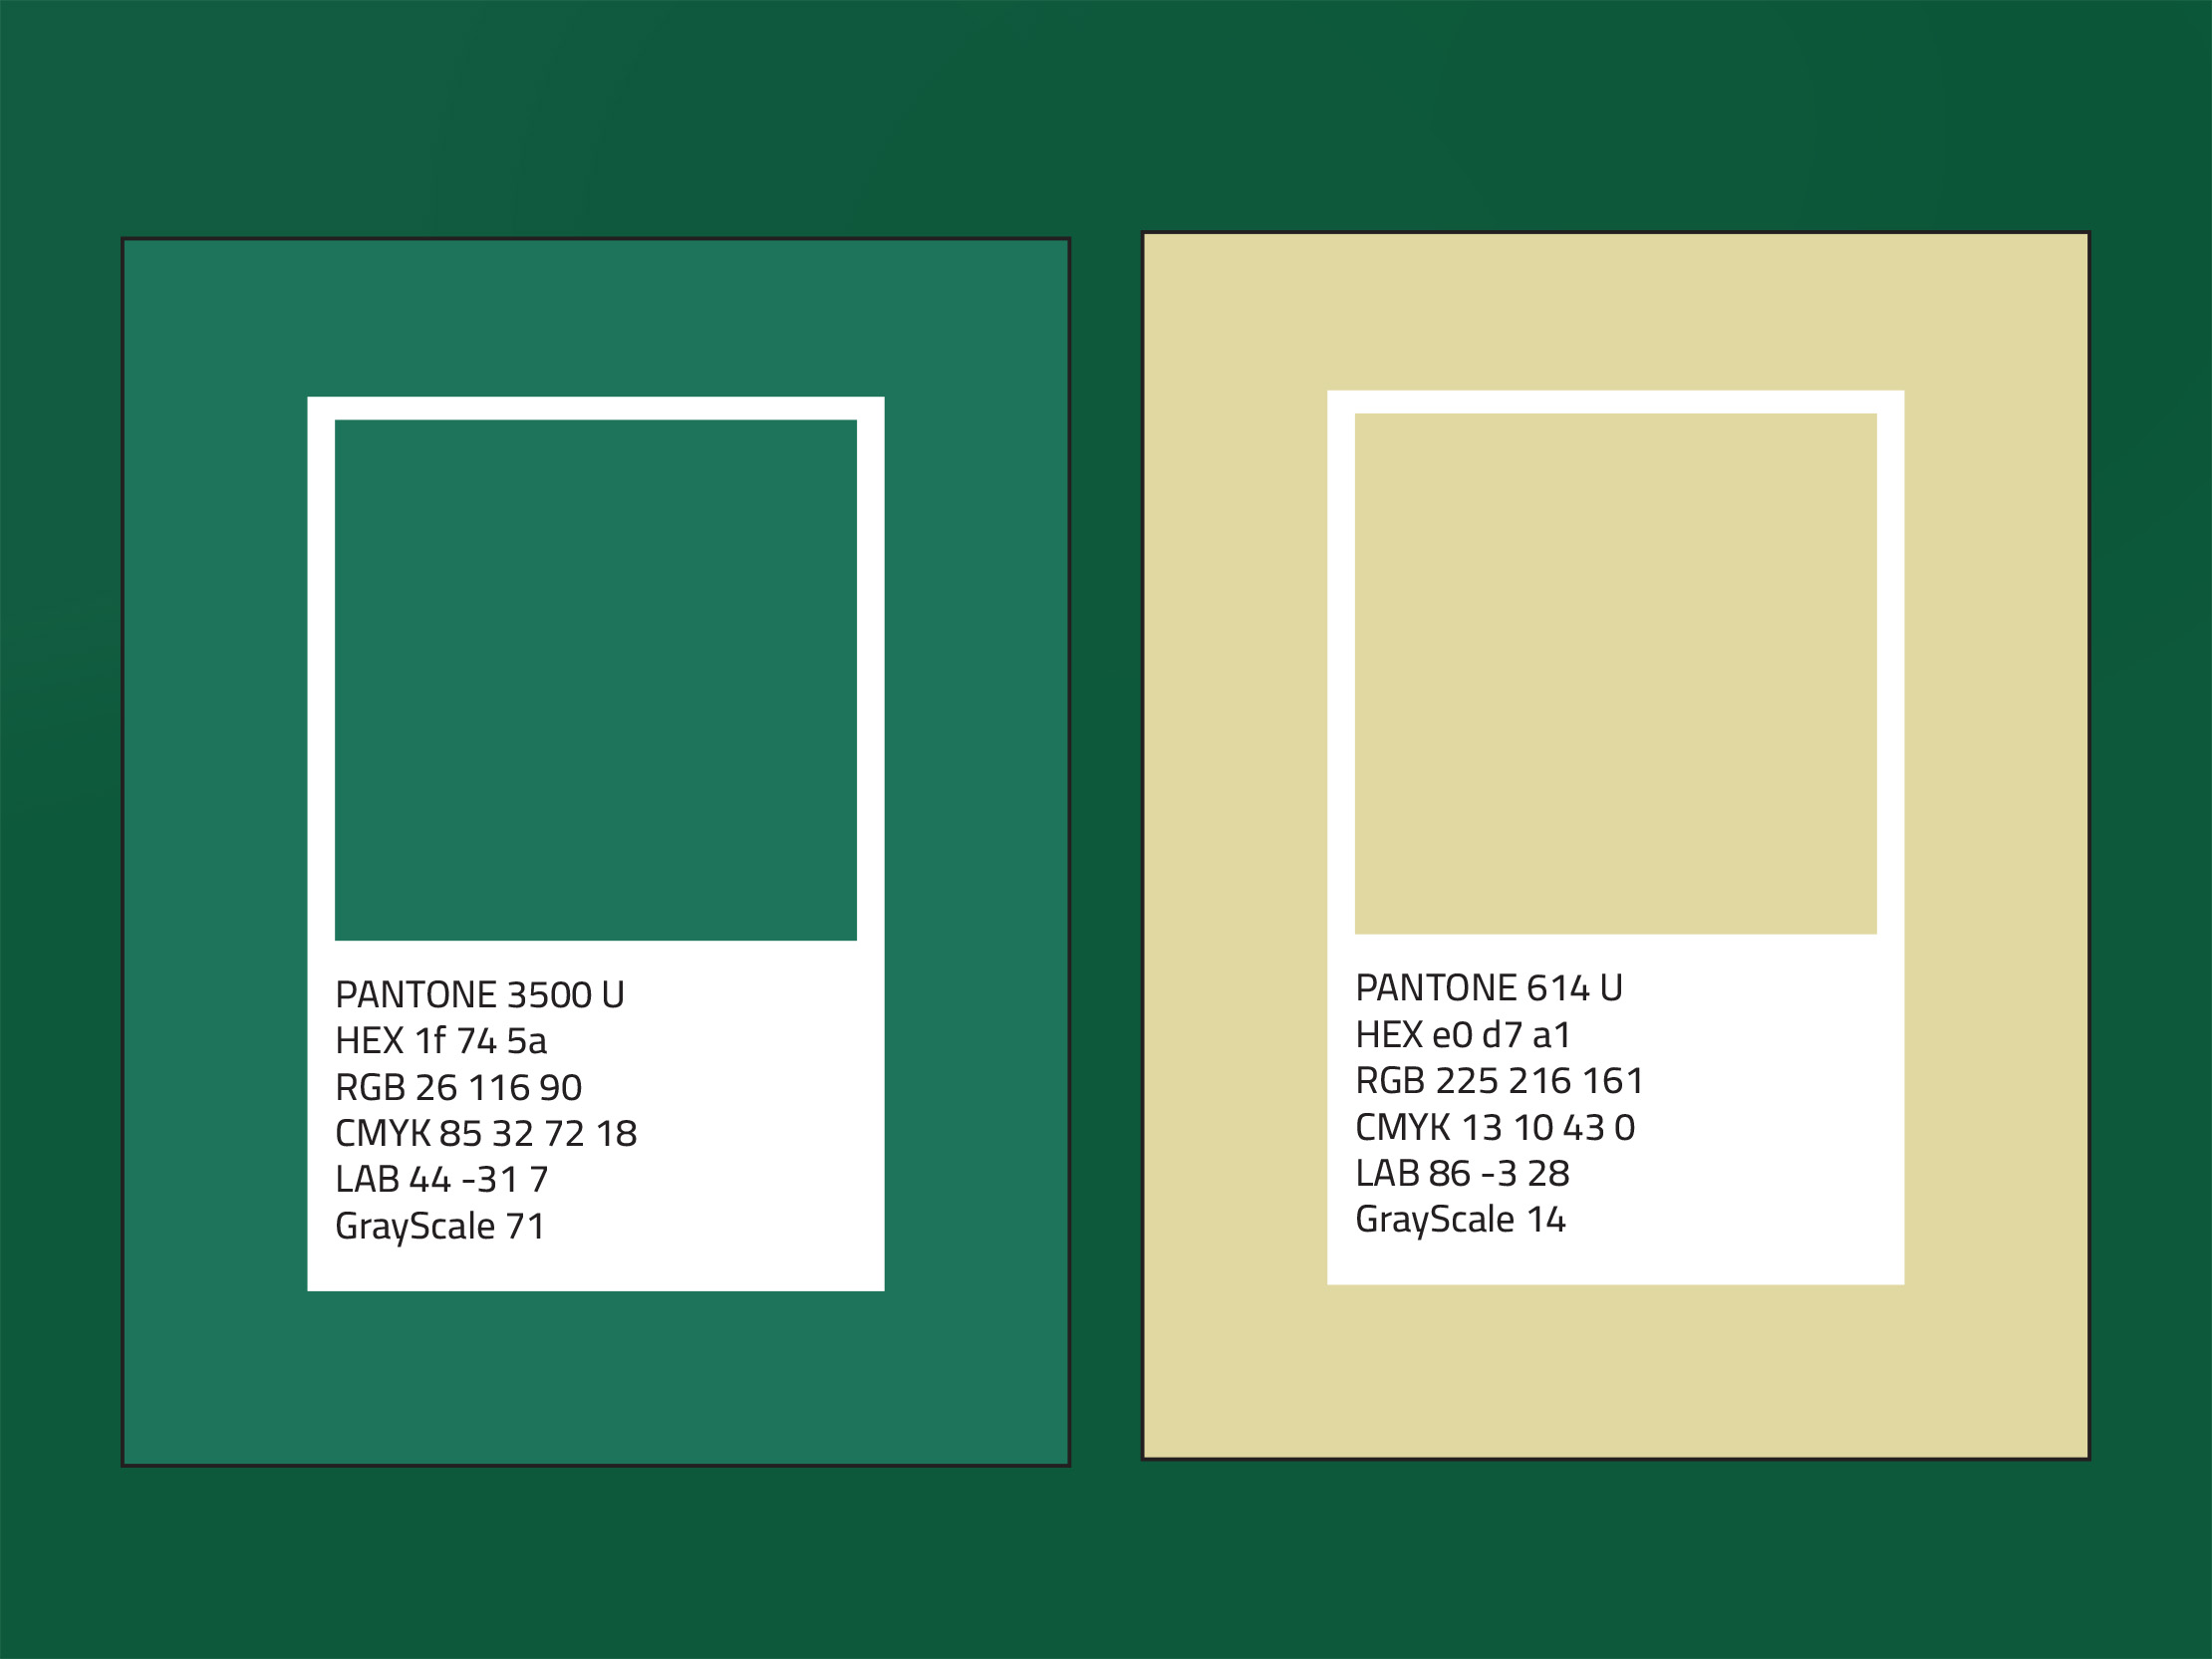 PANTONE 3500 U
HEX 1f 74 5a
RGB 26 116 90
CMYK 85 32 72 18
LAB 44 -31 7
GrayScale 71
PANTONE 614 U
HEX e0 d7 a1
RGB 225 216 161
CMYK 13 10 43 0
LAB 86 -3 28
GrayScale 14